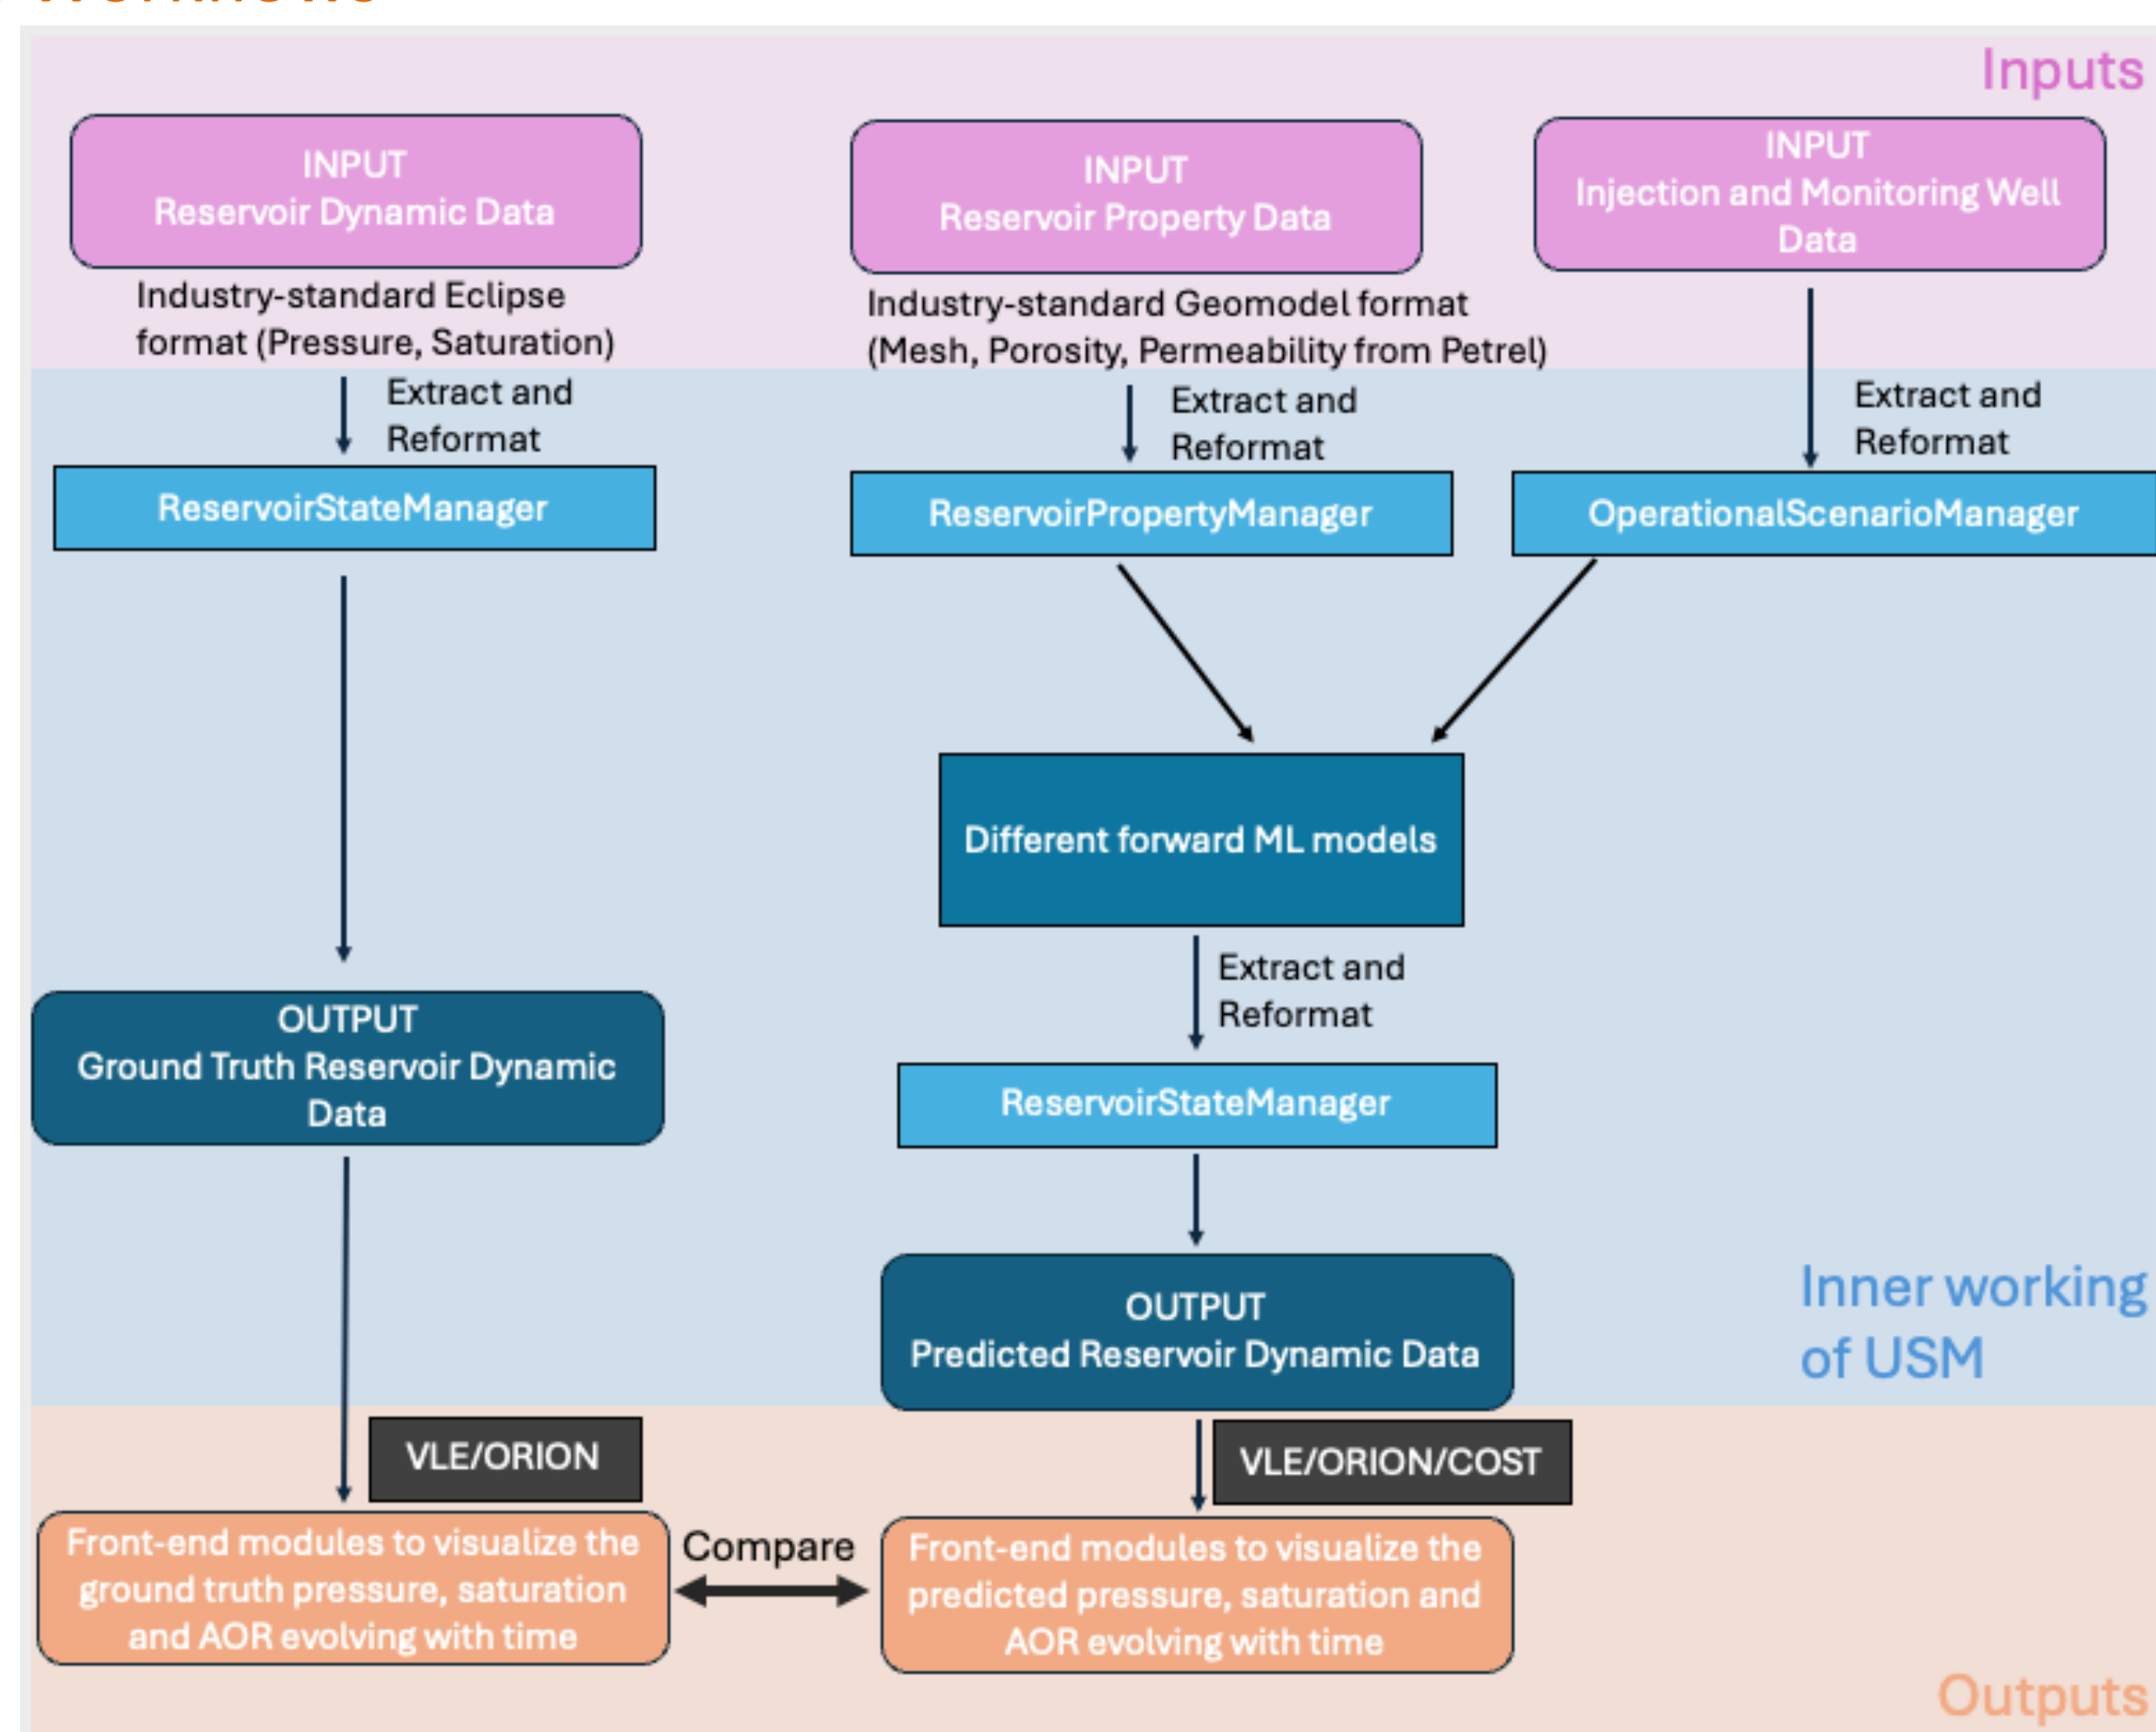 Workflows
Inputs
INPUT
Reservoir Dynamic Data
INPUT
Reservoir Property Data
INPUT
Injection and Monitoring Well
Data
Industry-standard Eclipse
format (Pressure, Saturation)
Industry-standard Geomodel format
(Mesh, Porosity, Permeability from Petrel)
Extract and
Reformat
Extract and
Reformat
Extract and
Reformat
ReservoirStateManager
ReservoirPropertyManager
OperationalScenarioManager
Different forward ML models
Extract and
Reformat
OUTPUT
Ground Truth Reservoir Dynamic
Data
ReservoirStateManager
OUTPUT
Predicted Reservoir Dynamic Data
Inner working
of USM
VLE/ORION
VLE/ORION/COST
Front-end modules to visualize the
ground truth pressure, saturation
and AOR evolving with time
Compare
Front-end modules to visualize the
predicted pressure, saturation and
AOR evolving with time
Outputs